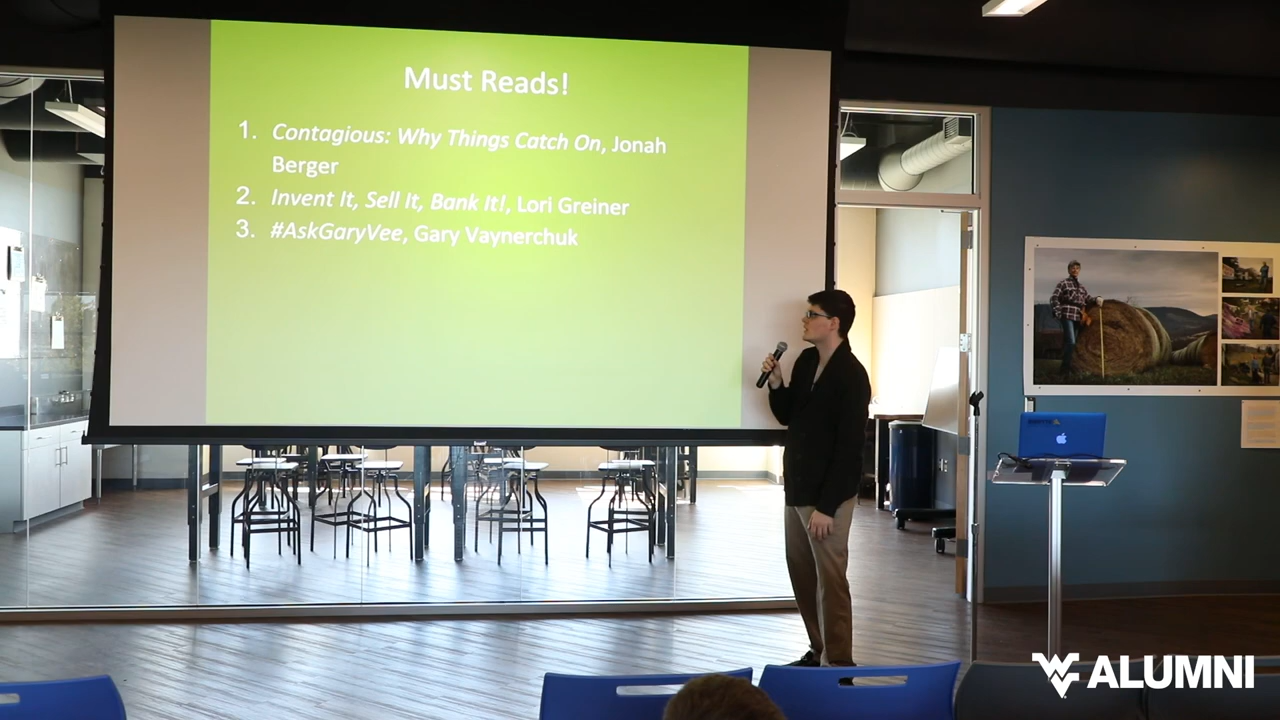 Must Reads!
1. Contagious: Why Things Catch On, Jonah
Berger
2. Invent It, Sell It, Bank It!, Lori Greiner
3. #AskGaryVee, Gary Vaynerchuk
WV ALUMNI